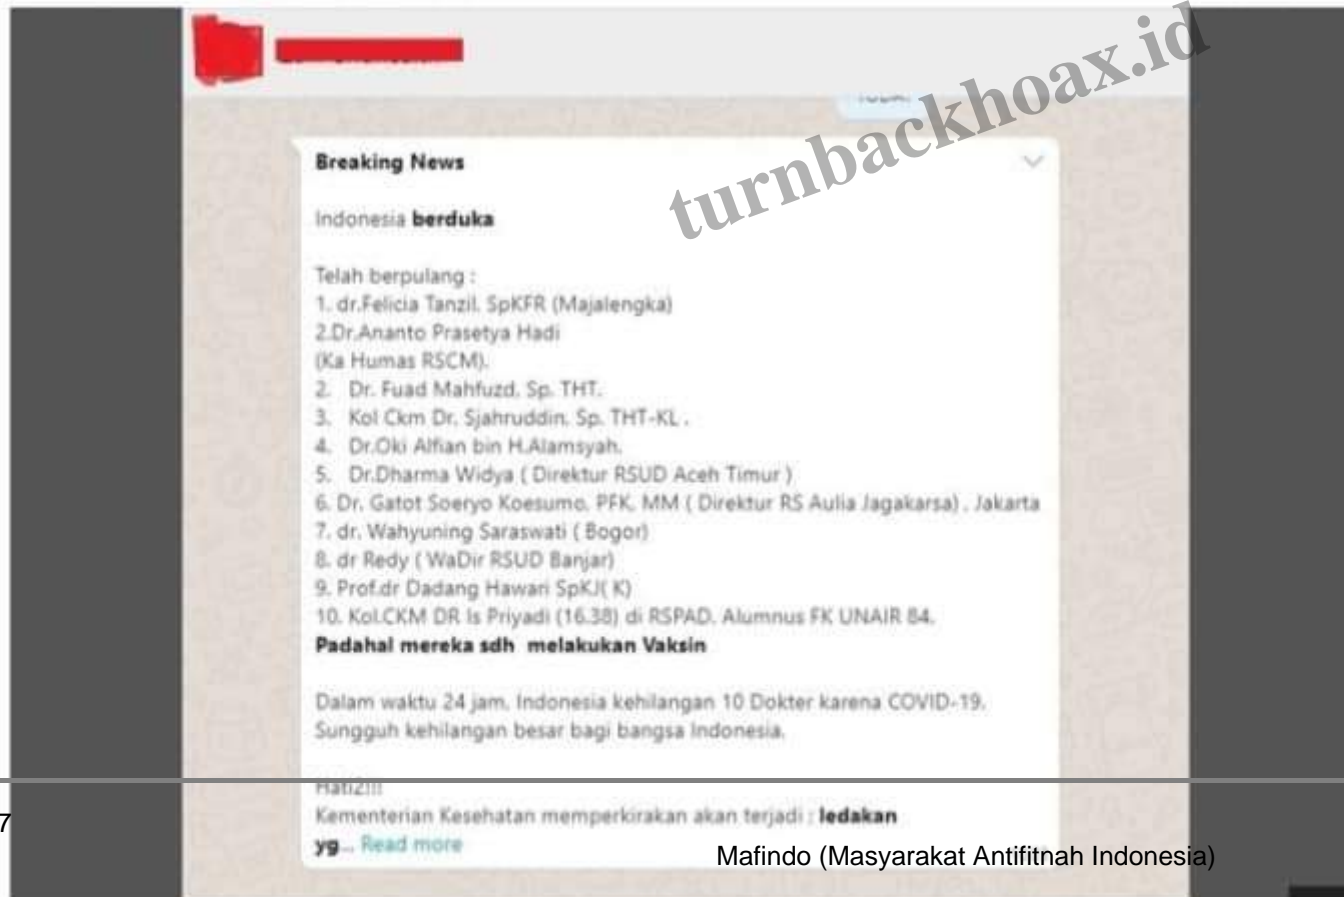 turnbackhoax.id
Breaking News
Indonesia berduka
Telah berpulang :
1. dr.Felicia Tanzil. SpKFR (Majalengka)
2.Dr.Ananto Prasetya Hadi
(Ka Humas RSCM).
2. Dr. Fuad Mahfuzd, Sp. THT.
3. Kol Ckm Dr. Sjahruddin. Sp. THT-KL .
4. Dr.Oki Alfian bin H.Alamsyah.
5. Dr.Dharma Widya ( Direktur RSUD Aceh Timur )
6. Dr. Gatot Soeryo Koesumo, PFK, MM ( Direktur RS Aulia Jagakarsa) , Jakarta
7. dr. Wahyuning Saraswati ( Bogor)
8. dr Redy ( WaDir RSUD Banjar)
9. Prof.dr Dadang Hawari SpKJ( K)
10. Kol.CKM DR Is Priyadi (16.38) di RSPAD. Alumnus FK UNAIR 84.
Padahal mereka sdh melakukan Vaksin
Dalam waktu 24 jam, Indonesia kehilangan 10 Dokter karena COVID-19.
Sungguh kehilangan besar bagi bangsa Indonesia.
Hati2!!!
Kementerian Kesehatan memperkirakan akan terjadi : ledakan
yg... Read more
7
Mafindo (Masyarakat Antifitnah Indonesia)